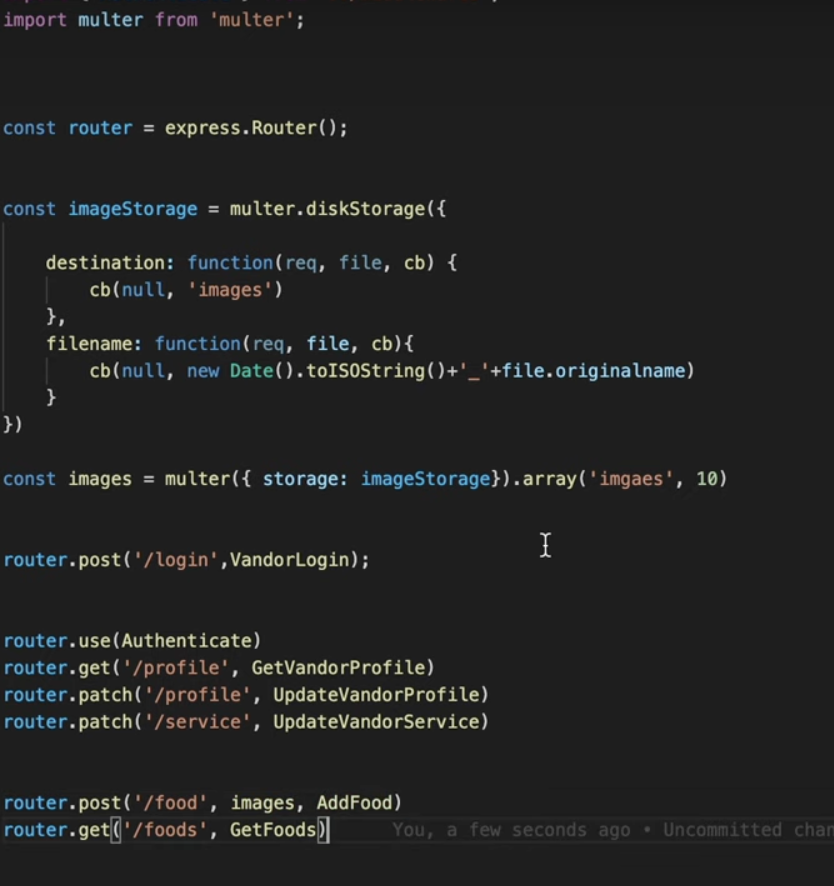 import multer from 'multer';
const router = express.Router();
const imageStorage = multer.diskStorage({
destination: function(req, file, cb) {
cb(null, 'images')
},
filename: function(req, file, cb){
cb(null, new Date().toISOString()+'_'+file.originalname)
}
})
const images = multer({ storage: imageStorage}).array('imgaes', 10)
router.post('/login',VandorLogin);
router.use(Authenticate)
router.get('/profile', GetVandorProfile)
router.patch('/profile', UpdateVandorProfile)
router.patch('/service', UpdateVandorService)
router.post('/food', images, AddFood)
router.get('/foods', GetFoods) You, a few seconds ago • Uncommitted chan